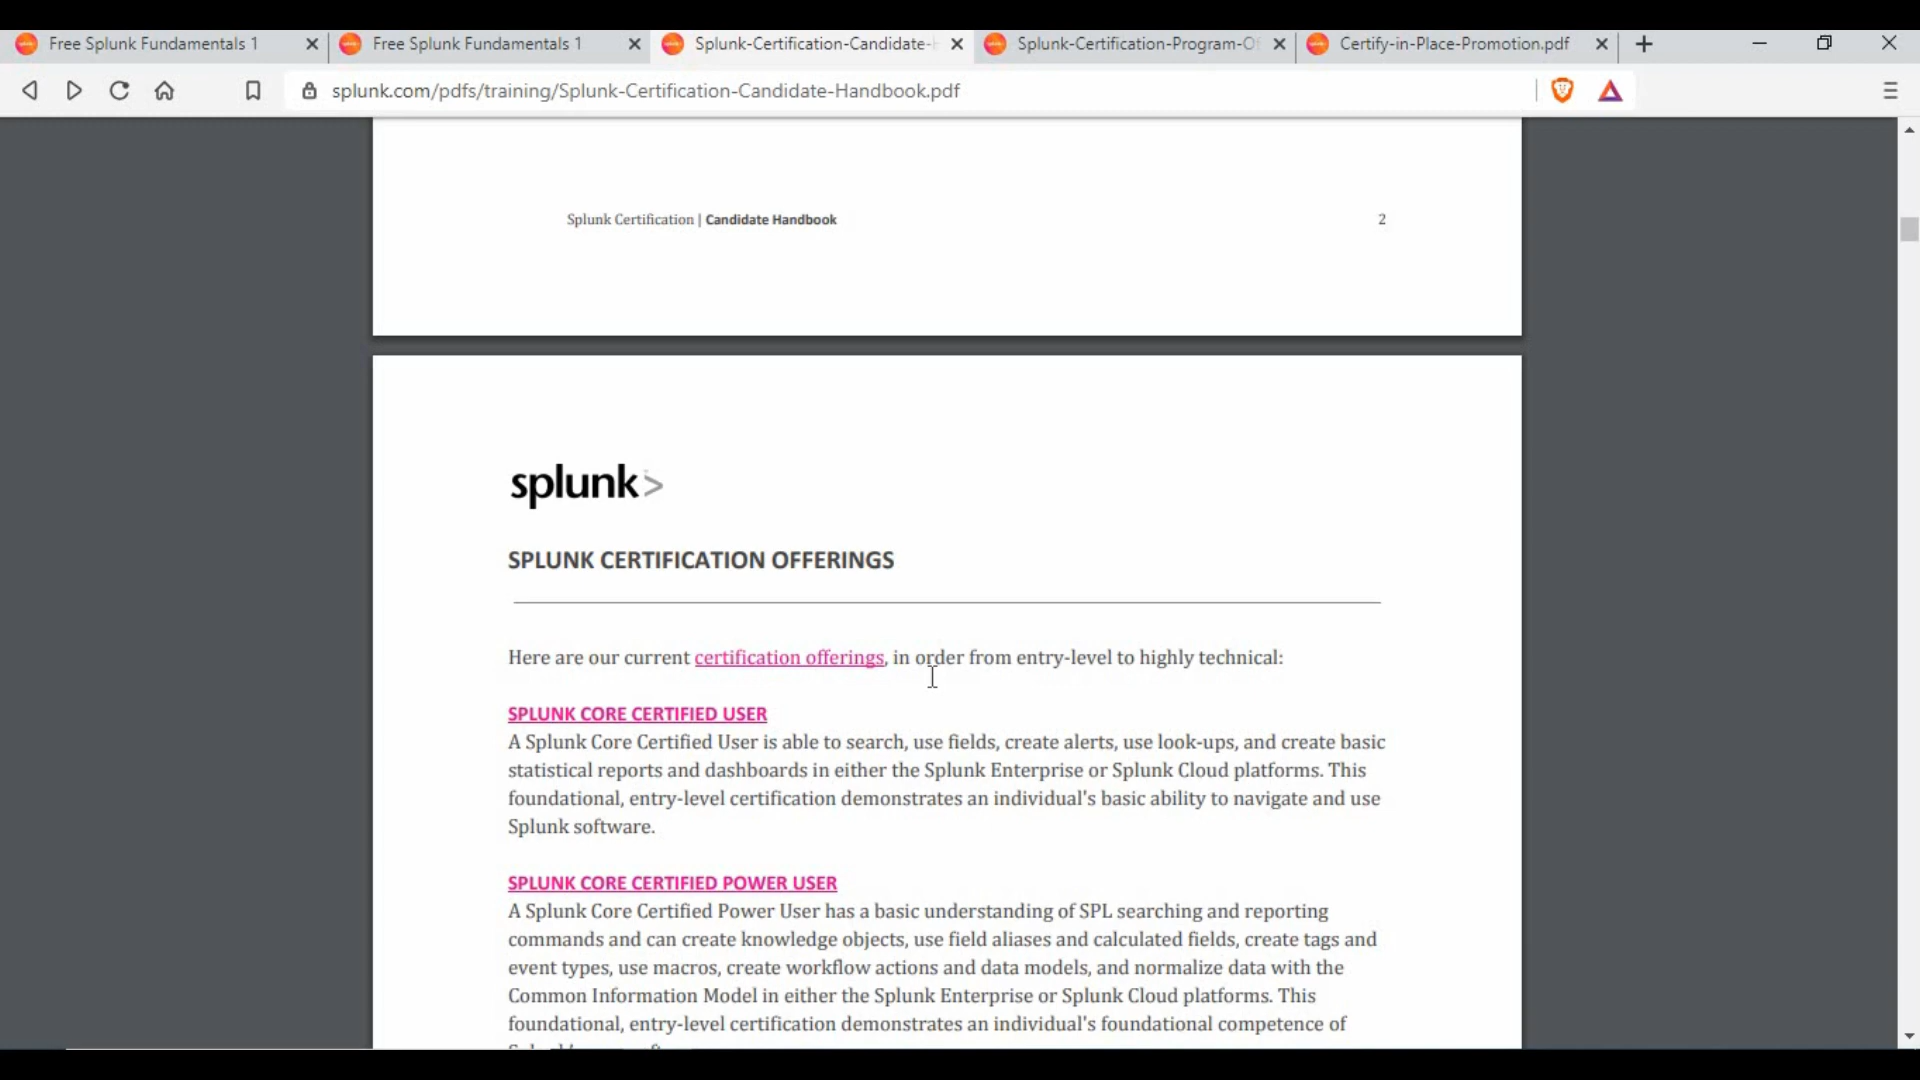 Free Splunk Fundamentals 1
Free Splunk Fundamentals 1
Splunk-Certification-Candidate-
Splunk-Certification-Program-O
Certify-in-Place-Promotion.pdf
splunk.com/pdfs/training/Splunk-Certification-Candidate-Handbook.pdf
Splunk Certification | Candidate Handbook 2
splunk>
SPLUNK CERTIFICATION OFFERINGS
Here are our current certification offerings, in order from entry-level to highly technical:
SPLUNK CORE CERTIFIED USER
A Splunk Core Certified User is able to search, use fields, create alerts, use look-ups, and create basic
statistical reports and dashboards in either the Splunk Enterprise or Splunk Cloud platforms. This
foundational, entry-level certification demonstrates an individual's basic ability to navigate and use
Splunk software.
SPLUNK CORE CERTIFIED POWER USER
A Splunk Core Certified Power User has a basic understanding of SPL searching and reporting
commands and can create knowledge objects, use field aliases and calculated fields, create tags and
event types, use macros, create workflow actions and data models, and normalize data with the
Common Information Model in either the Splunk Enterprise or Splunk Cloud platforms. This
foundational, entry-level certification demonstrates an individual's foundational competence of